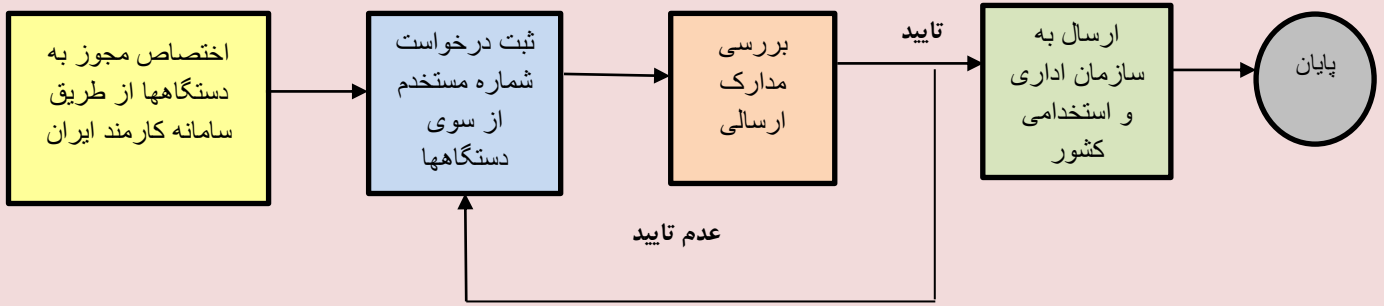 اختصاص مجوز به
دستگاهها از طریق
سامانه کارمند ایران
ثبت درخواست
شماره مستخدم
از سوی
دستگاهها
بررسی
مدارک
ارسالی
تایید
ارسال به
سازمان اداری
و استخدامی
کشور
پایان
عدم تایید